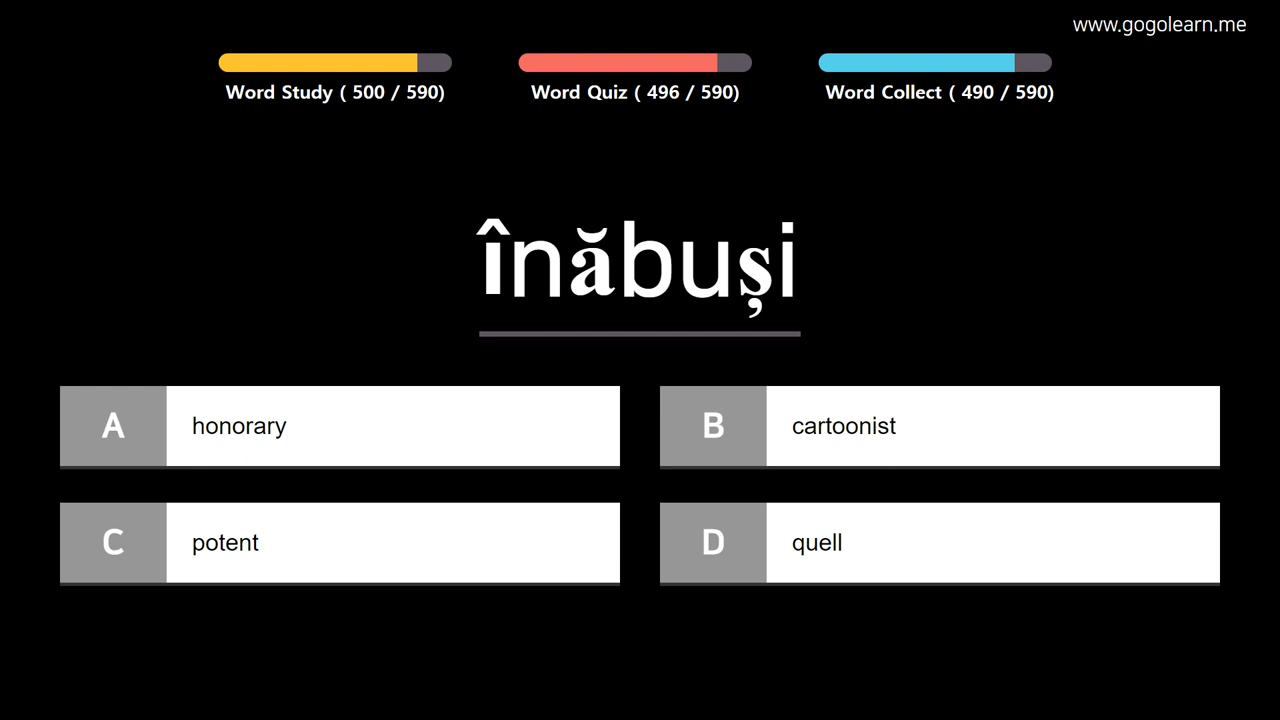 www.gogolearn.me
Word Study ( 500 / 590)
Word Quiz ( 496 / 590)
Word Collect ( 490 / 590)
înăbuși
A honorary
B cartoonist
C potent
D quell